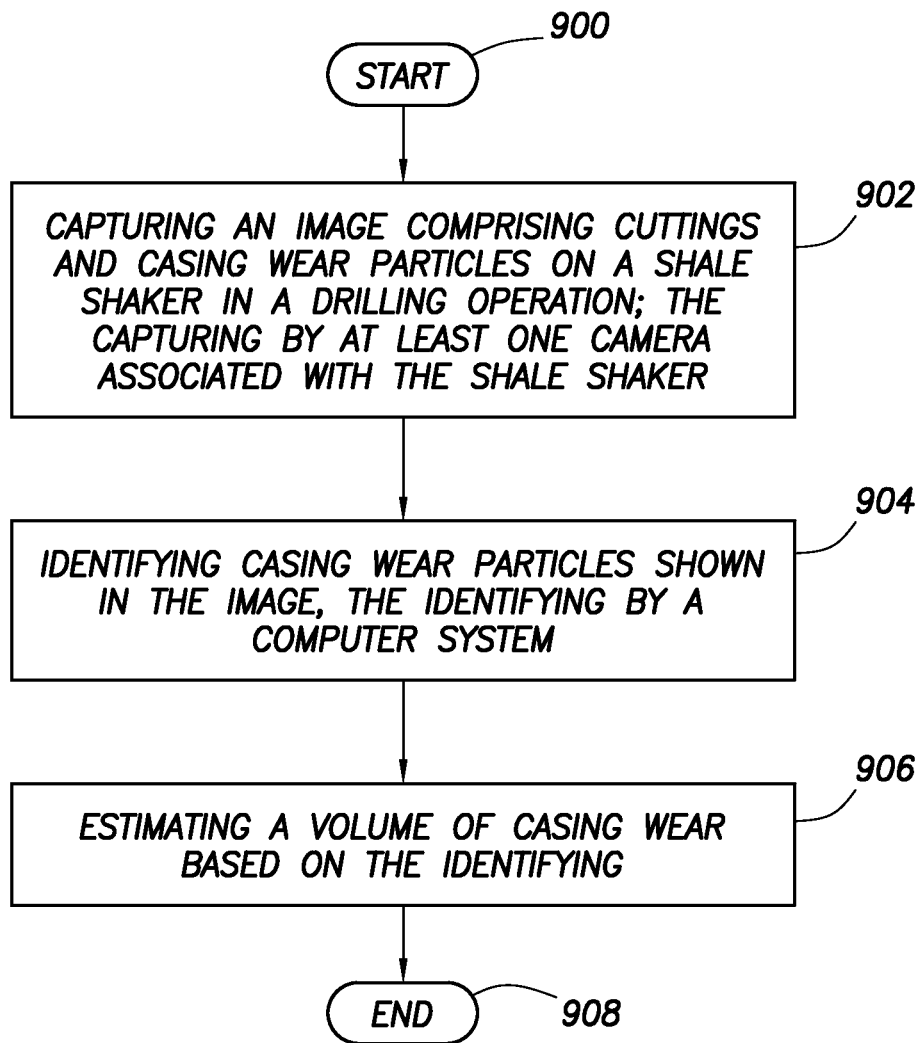 900
START
902
CAPTURING AN IMAGE COMPRISING CUTTINGS
AND CASING WEAR PARTICLES ON A SHALE
SHAKER IN A DRILLING OPERATION; THE
CAPTURING BY AT LEAST ONE CAMERA
ASSOCIATED WITH THE SHALE SHAKER
904
IDENTIFYING CASING WEAR PARTICLES SHOWN
IN THE IMAGE, THE IDENTIFYING BY A
COMPUTER SYSTEM
906
ESTIMATING A VOLUME OF CASING WEAR
BASED ON THE IDENTIFYING
END
908